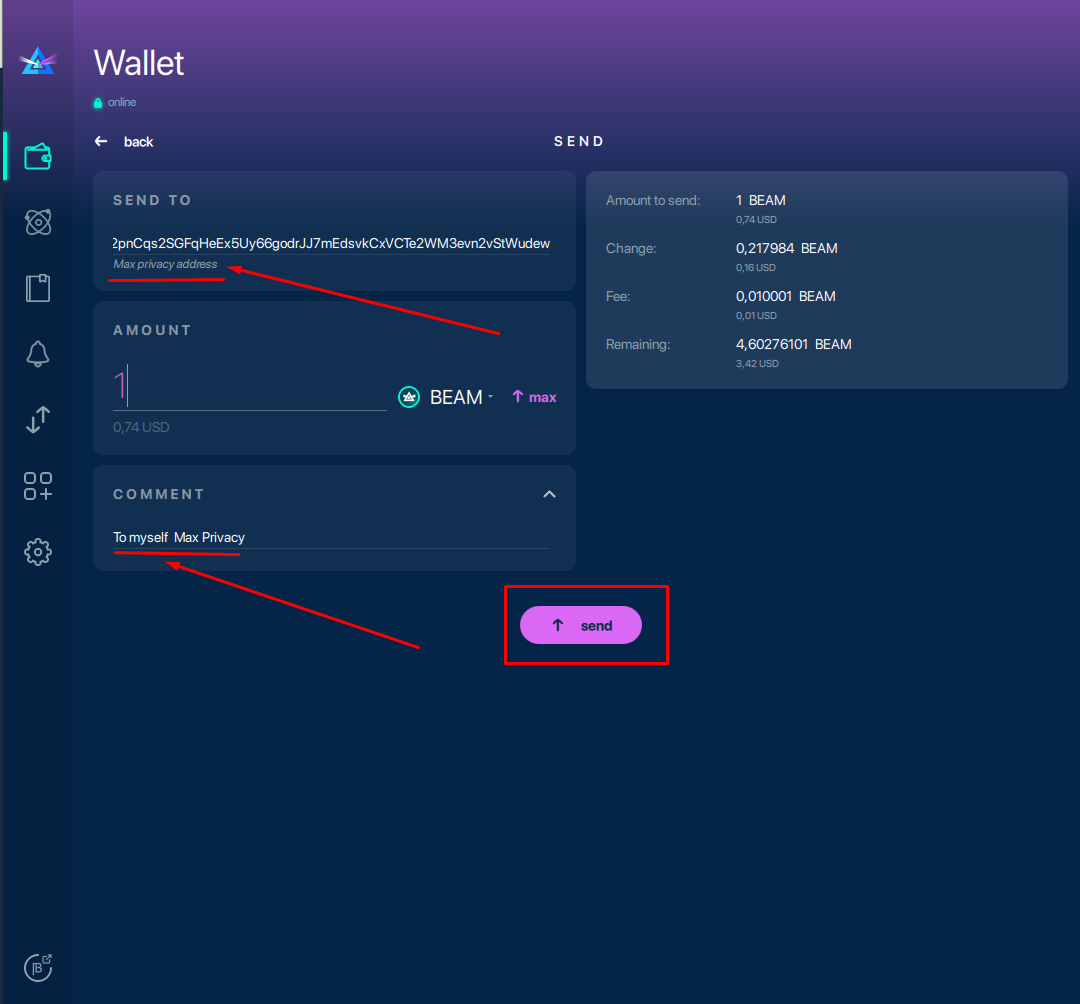 Wallet
online
back
SEND
SEND TO
2pnCqs2SGFqHeEx5Uy66godrJJ7mEdsvkCxVCTe2WM3evn2vStWudew
Max privacy address
AMOUNT
1
BEAM
max
0,74 USD
COMMENT
To myself  Max Privacy
Amount to send: 1 BEAM
0,74 USD
Change: 0,217984 BEAM
0,16 USD
Fee: 0,010001 BEAM
0,01 USD
Remaining: 4,60276101 BEAM
3,42 USD
send